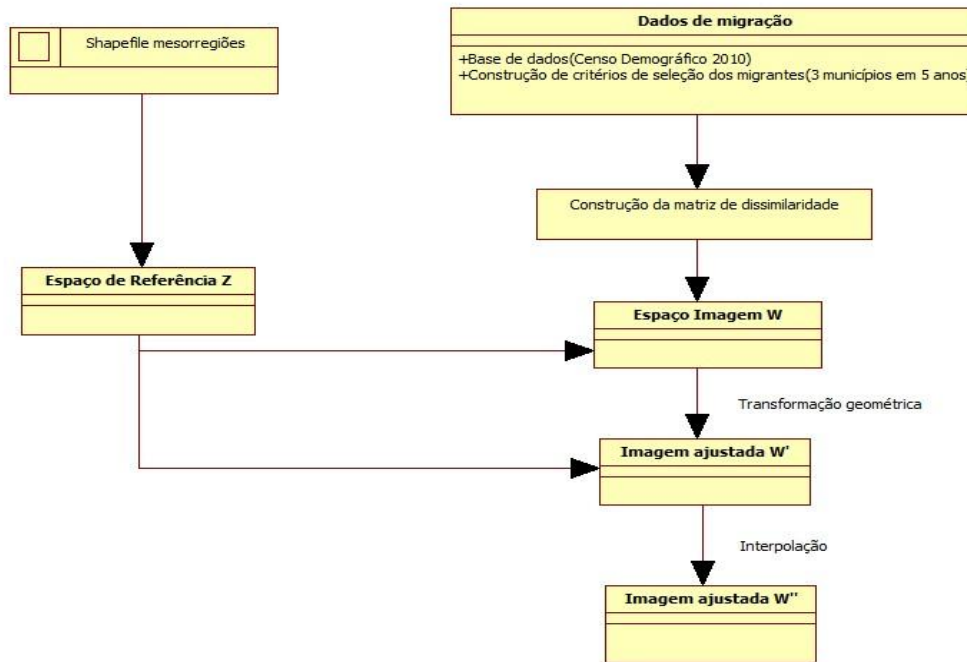 Shapefile mesorregiões
Dados de migração
+Base de dados(Censo Demográfico 2010)
+Construção de critérios de seleção dos migrantes(3 municípios em 5 anos)
Construção da matriz de dissimilaridade
Espaço de Referência Z
Espaço Imagem W
Transformação geométrica
Imagem ajustada W'
Interpolação
Imagem ajustada W''